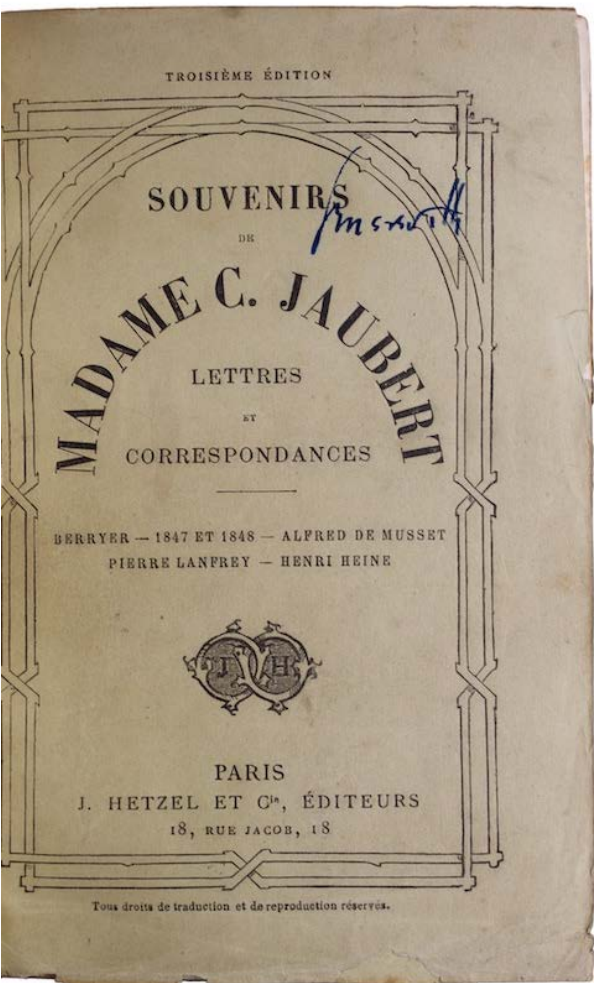 TROISIÈME ÉDITION
SOUVENIRS
DE
MADAME C. JAUBERT
LETTRES
ET
CORRESPONDANCES
BERRYER — 1847 ET 1848 — ALFRED DE MUSSET
PIERRE LANFREY — HENRI HEINE
J H
PARIS
J. HETZEL ET Cie, ÉDITEURS
18, RUE JACOB, 18
Tous droits de traduction et de reproduction réservés.